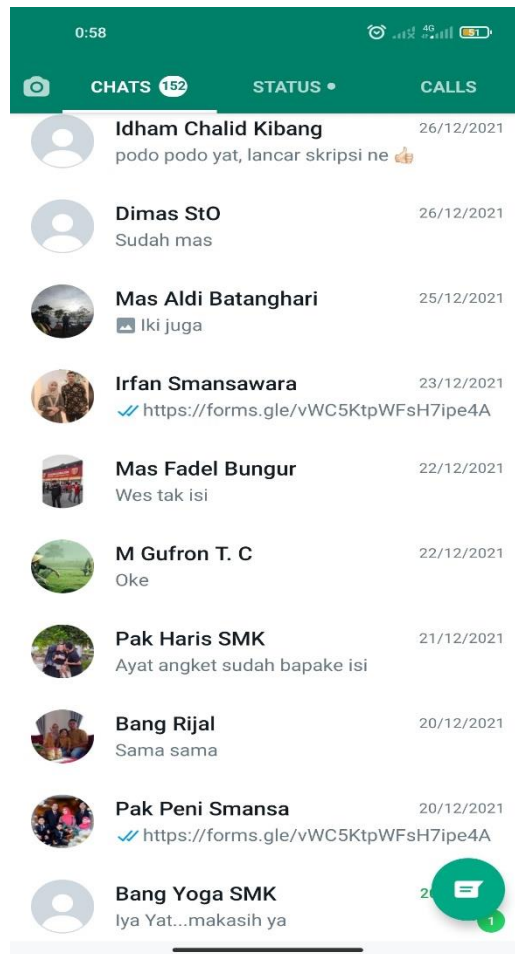 0:58
4G
51
CHATS 152 STATUS CALLS
Idham Chalid Kibang 26/12/2021
podo podo yat, lancar skripsi ne 👍🏻
Dimas StO 26/12/2021
Sudah mas
Mas Aldi Batanghari 25/12/2021
Iki juga
Irfan Smansawara 23/12/2021
https://forms.gle/vWC5KtpWFsH7ipe4A
Mas Fadel Bungur 22/12/2021
Wes tak isi
M Gufron T. C 22/12/2021
Oke
Pak Haris SMK 21/12/2021
Ayat angket sudah bapake isi
Bang Rijal 20/12/2021
Sama sama
Pak Peni Smansa 20/12/2021
https://forms.gle/vWC5KtpWFsH7ipe4A
Bang Yoga SMK
Iya Yat...makasih ya 1